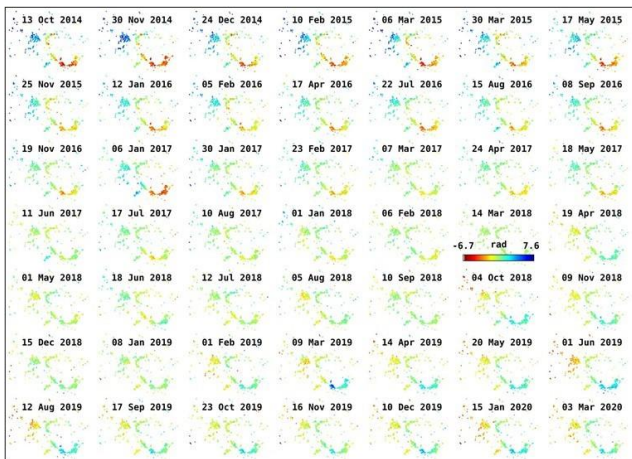 13 Oct 2014 30 Nov 2014 24 Dec 2014 10 Feb 2015 06 Mar 2015 30 Mar 2015 17 May 2015
25 Nov 2015 12 Jan 2016 05 Feb 2016 17 Apr 2016 22 Jul 2016 15 Aug 2016 08 Sep 2016
19 Nov 2016 06 Jan 2017 30 Jan 2017 23 Feb 2017 07 Mar 2017 24 Apr 2017 18 May 2017
11 Jun 2017 17 Jul 2017 10 Aug 2017 01 Jan 2018 06 Feb 2018 14 Mar 2018 19 Apr 2018
-6.7 rad 7.6
01 May 2018 18 Jun 2018 12 Jul 2018 05 Aug 2018 10 Sep 2018 04 Oct 2018 09 Nov 2018
15 Dec 2018 08 Jan 2019 01 Feb 2019 09 Mar 2019 14 Apr 2019 20 May 2019 01 Jun 2019
12 Aug 2019 17 Sep 2019 23 Oct 2019 16 Nov 2019 10 Dec 2019 15 Jan 2020 03 Mar 2020